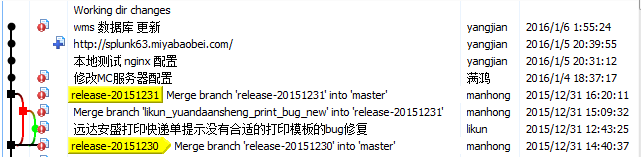 Working dir changes
wms 数据库 更新 yangjian 2016/1/6 1:55:24
http://splunk63.miyabaobei.com/ yangjian 2016/1/5 20:39:55
本地测试 nginx 配置 yangjian 2016/1/5 20:31:12
修改MC服务器配置 满鸿 2016/1/4 18:37:17
release-20151231 Merge branch 'release-20151231' into 'master' manhong 2015/12/31 16:20:11
Merge branch 'likun_yuandaansheng_print_bug_new' into 'release-20151231' manhong 2015/12/31 15:09:32
远达安盛打印快递单提示没有合适的打印模板的bug修复 likun 2015/12/31 12:43:25
release-20151230 Merge branch 'release-20151230' into 'master' manhong 2015/12/30 14:40:37